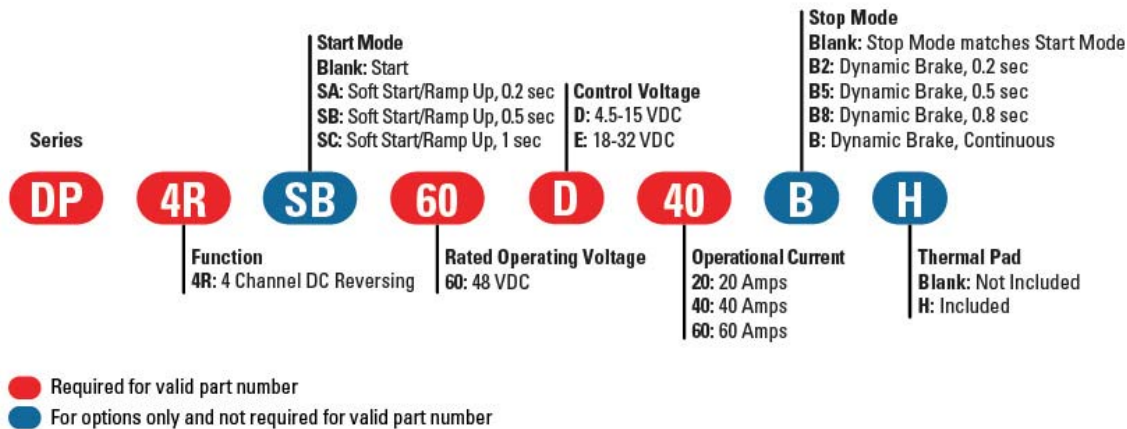 Start Mode
Blank: Start
SA: Soft Start/Ramp Up, 0.2 sec
SB: Soft Start/Ramp Up, 0.5 sec
SC: Soft Start/Ramp Up, 1 sec
Control Voltage
D: 4.5-15 VDC
E: 18-32 VDC
Stop Mode
Blank: Stop Mode matches Start Mode
B2: Dynamic Brake, 0.2 sec
B5: Dynamic Brake, 0.5 sec
B8: Dynamic Brake, 0.8 sec
B: Dynamic Brake, Continuous
Series
DP 4R SB 60 D 40 B H
Function
4R: 4 Channel DC Reversing
Rated Operating Voltage
60: 48 VDC
Operational Current
20: 20 Amps
40: 40 Amps
60: 60 Amps
Thermal Pad
Blank: Not Included
H: Included
Required for valid part number
For options only and not required for valid part number